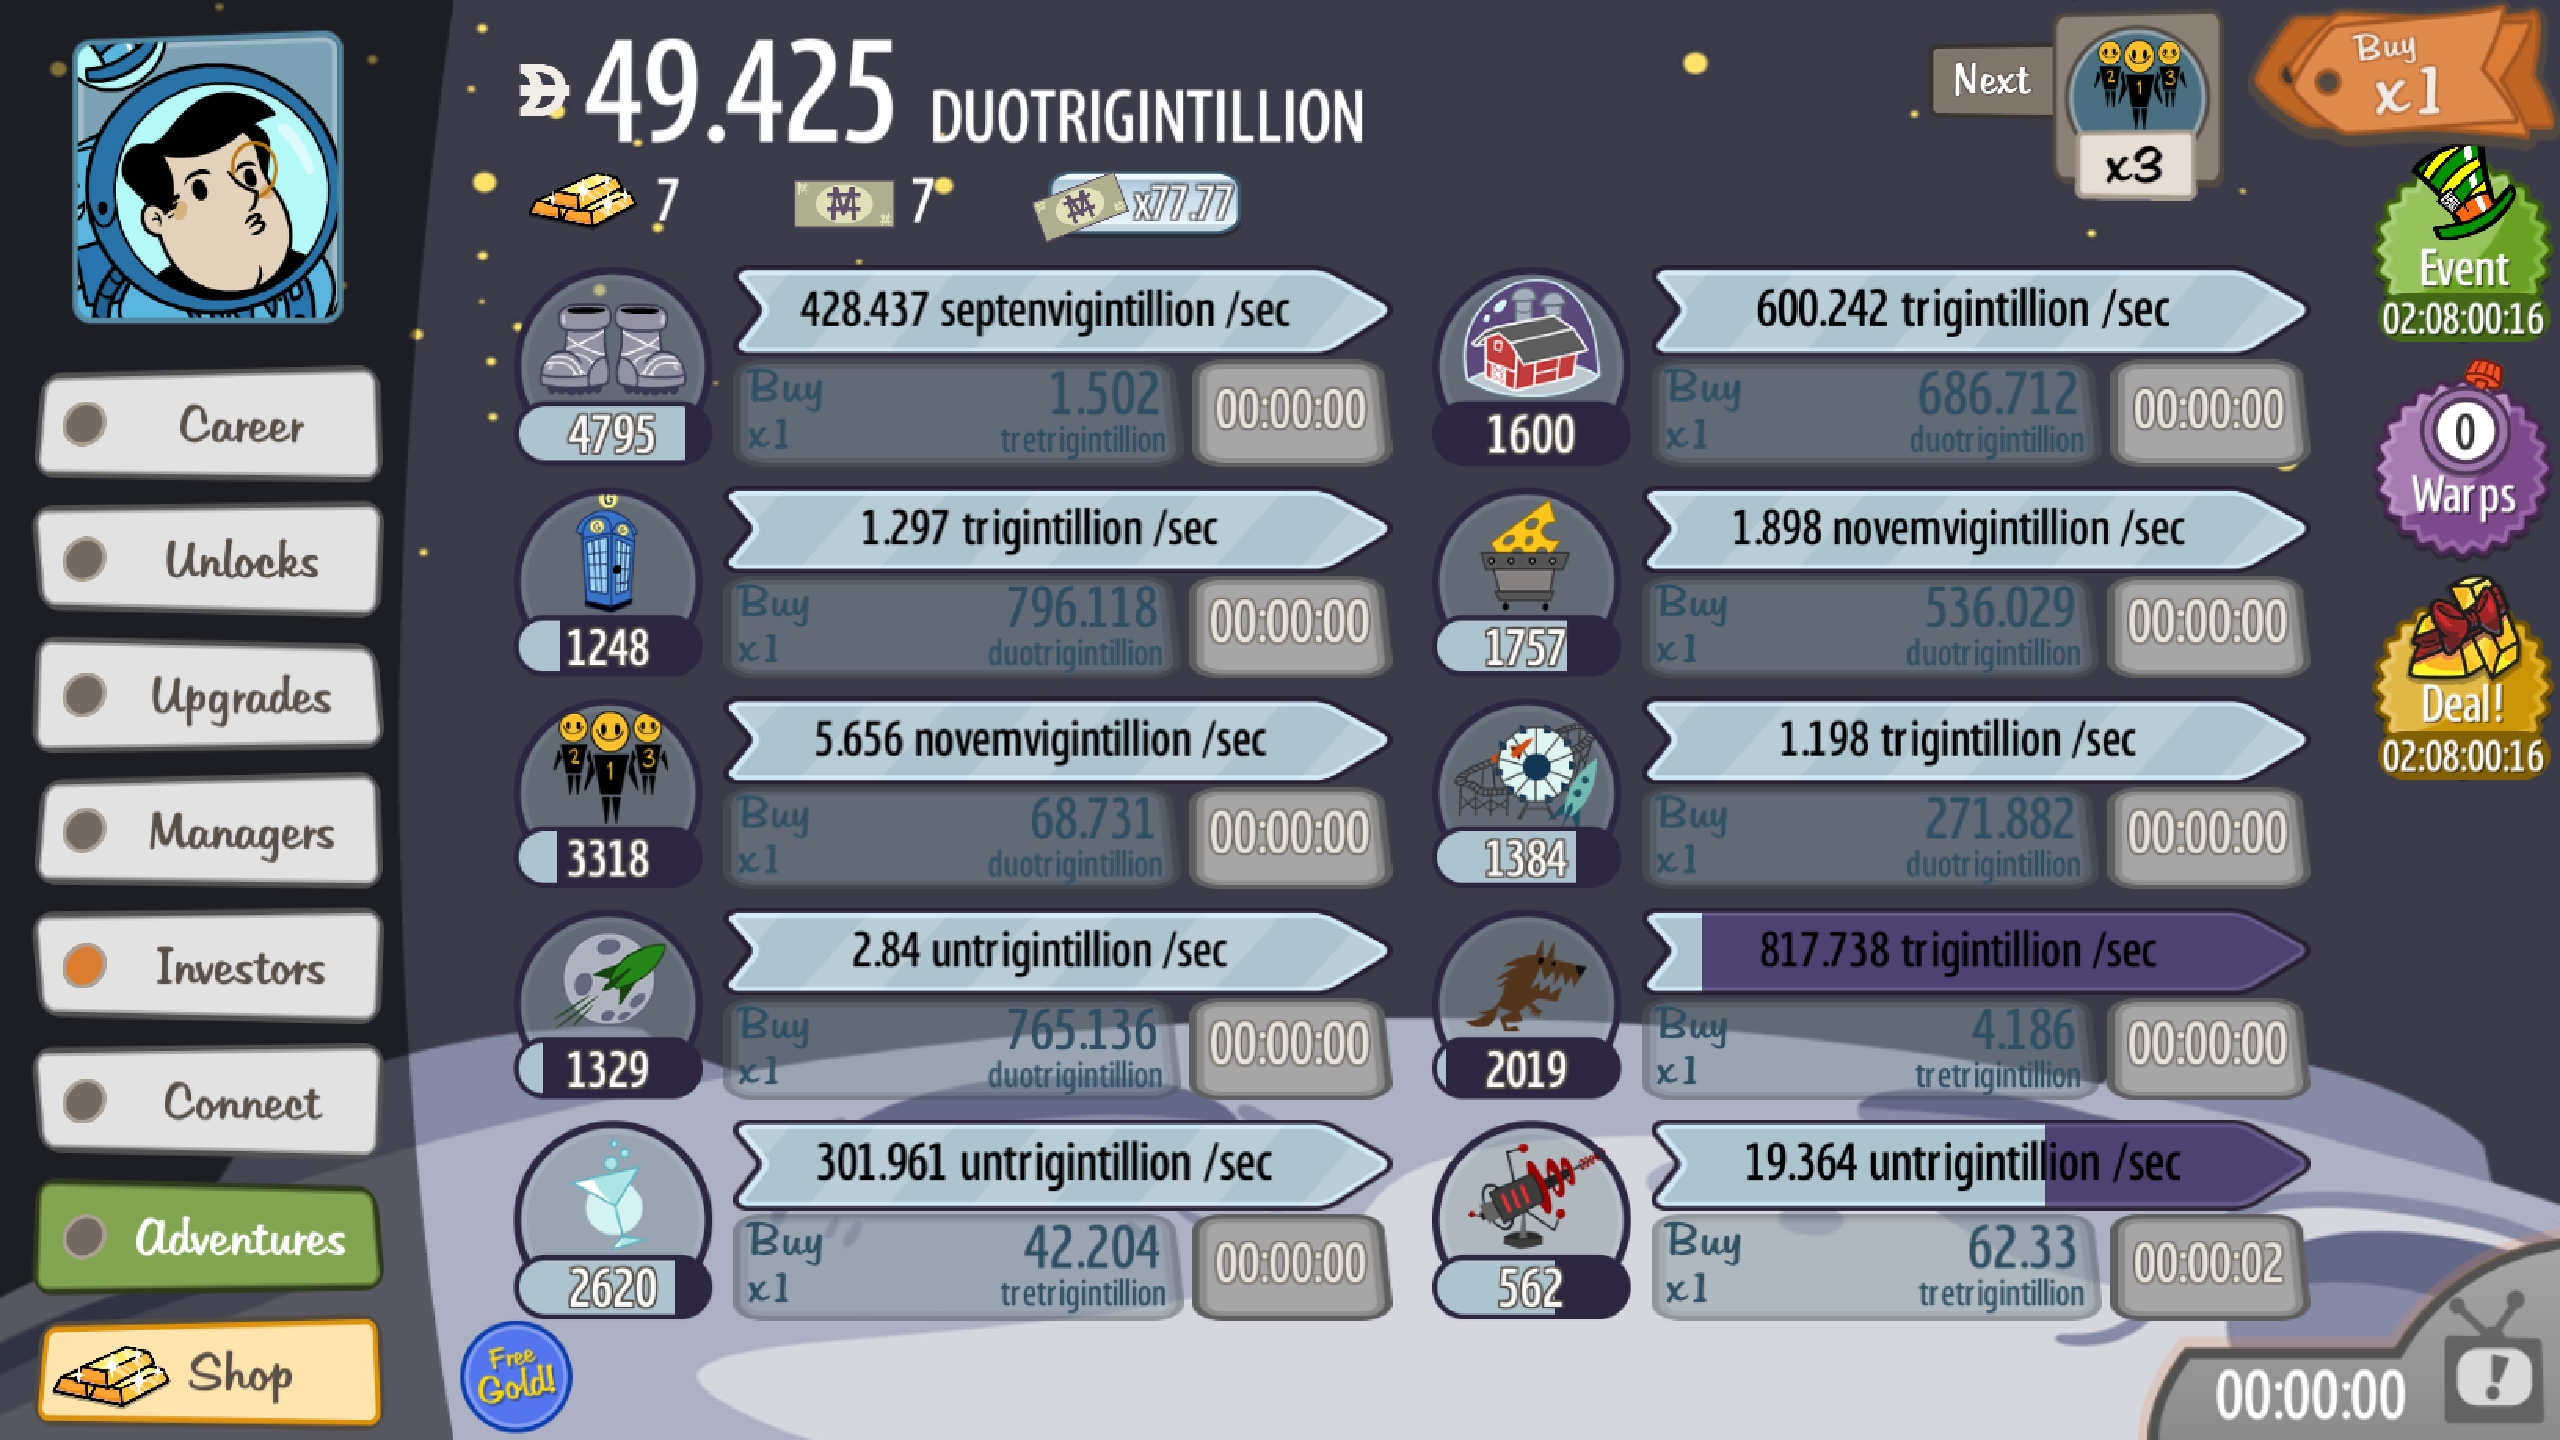 49.425 DUOTRIGINTILLION
Next
x3
Buy
x1
7
7
x77.77
Event
02:08:00:16
0
Warps
Deal!
02:08:00:16
Career
Unlocks
Upgrades
Managers
Investors
Connect
Adventures
Shop
428.437 septenvigintillion /sec
4795
Buy
x1
1.502
tretrigintillion
00:00:00
600.242 trigintillion /sec
1600
Buy
x1
686.712
duotrigintillion
00:00:00
G
1.297 trigintillion /sec
1248
Buy
x1
796.118
duotrigintillion
00:00:00
1.898 novemvigintillion /sec
1757
Buy
x1
536.029
duotrigintillion
00:00:00
2 1 3
5.656 novemvigintillion /sec
3318
Buy
x1
68.731
duotrigintillion
00:00:00
1.198 trigintillion /sec
1384
Buy
x1
271.882
duotrigintillion
00:00:00
2.84 untrigintillion /sec
1329
Buy
x1
765.136
duotrigintillion
00:00:00
817.738 trigintillion /sec
2019
Buy
x1
4.186
tretrigintillion
00:00:00
301.961 untrigintillion /sec
2620
Buy
x1
42.204
tretrigintillion
00:00:00
19.364 untrigintillion /sec
562
Buy
x1
62.33
tretrigintillion
00:00:02
Free
Gold!
00:00:00
!